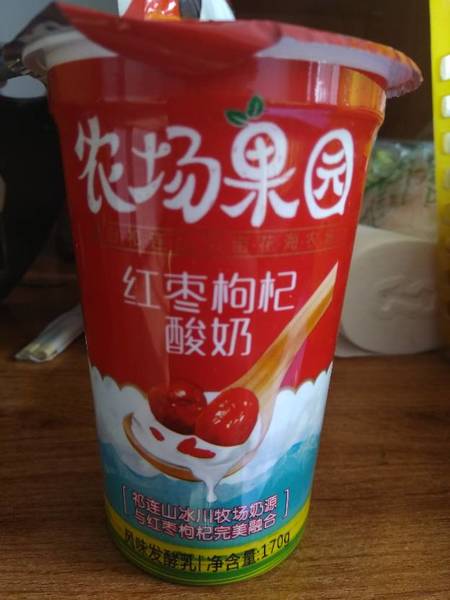 农场果园
红枣枸杞
酸奶
祁连山冰川牧场奶源
与红枣枸杞完美融合
风味发酵乳|净含量:170g